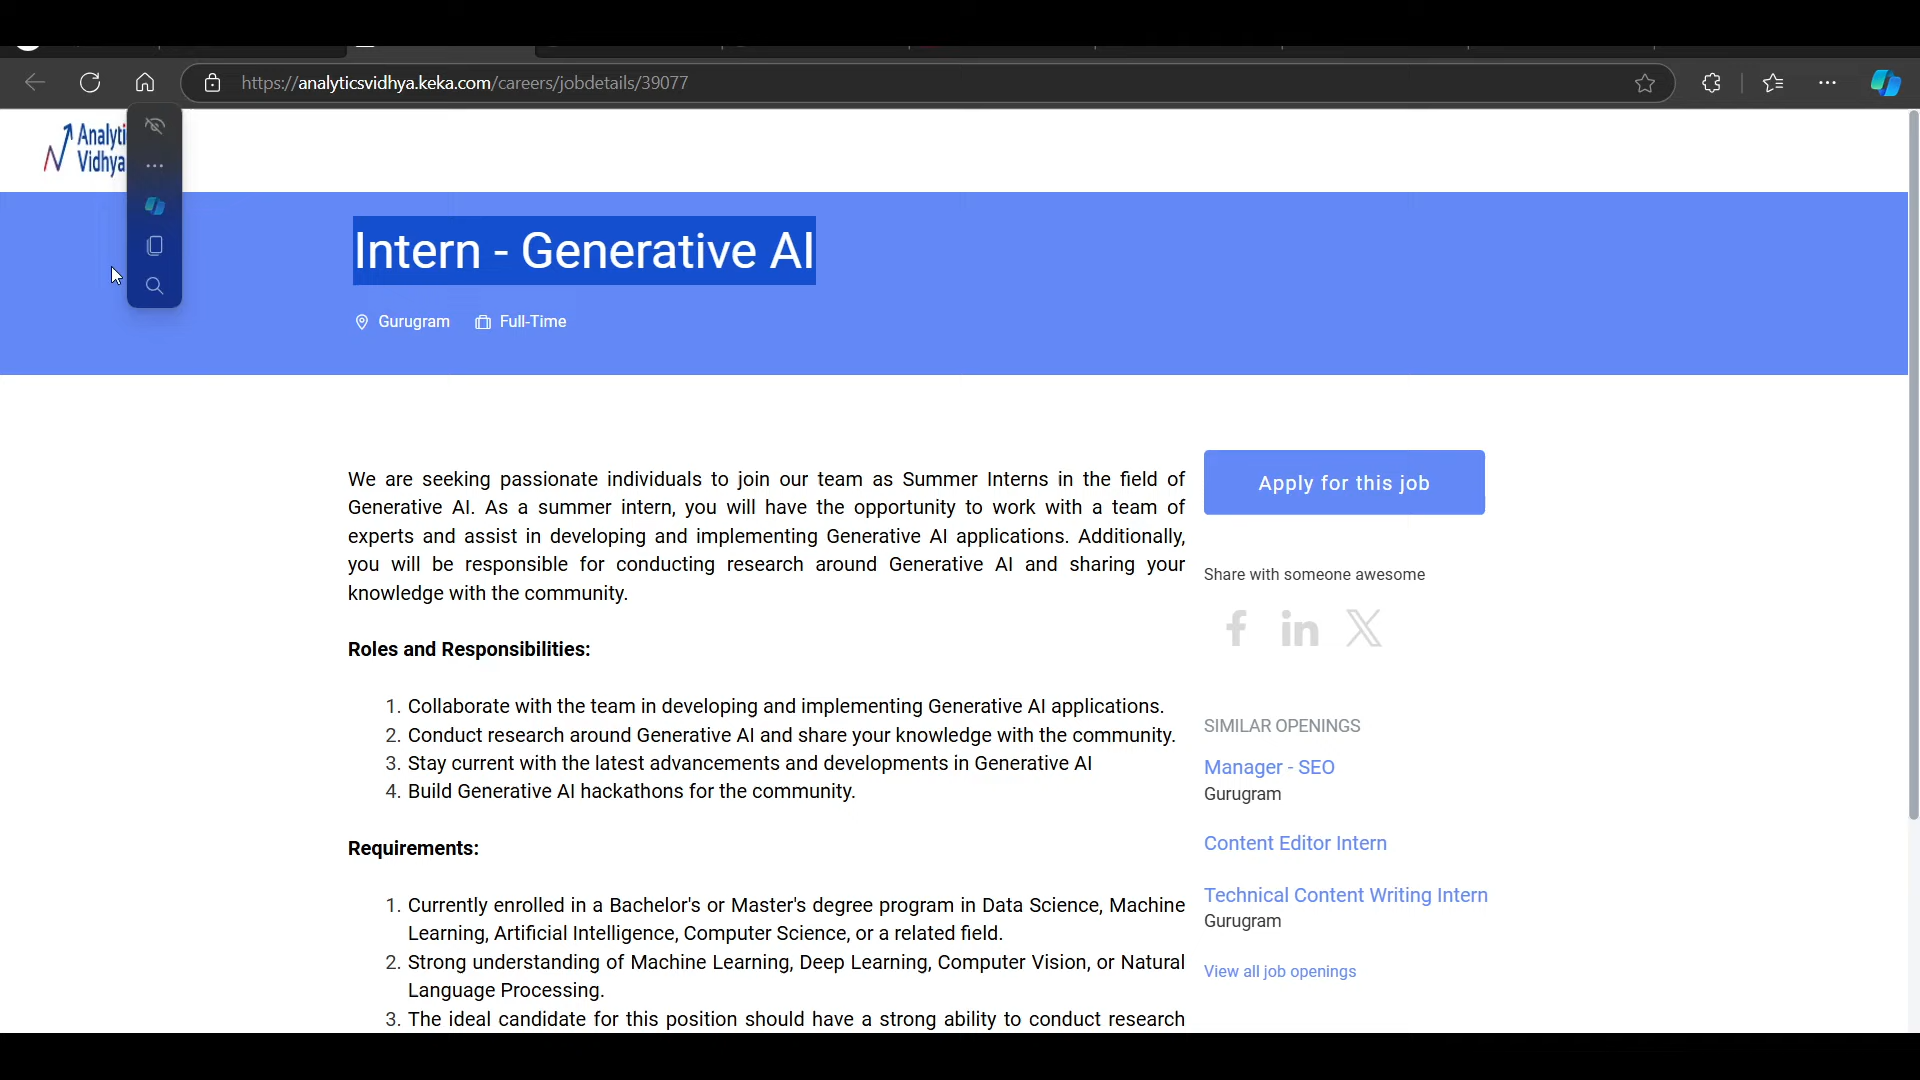 https://analyticsvidhya.keka.com/careers/jobdetails/39077
Analyti
Vidhya
Intern - Generative AI
Gurugram Full-Time
We are seeking passionate individuals to join our team as Summer Interns in the field of
Generative AI. As a summer intern, you will have the opportunity to work with a team of
experts and assist in developing and implementing Generative AI applications. Additionally,
you will be responsible for conducting research around Generative AI and sharing your
knowledge with the community.
Roles and Responsibilities:
1. Collaborate with the team in developing and implementing Generative AI applications.
2. Conduct research around Generative AI and share your knowledge with the community.
3. Stay current with the latest advancements and developments in Generative AI
4. Build Generative AI hackathons for the community.
Requirements:
1. Currently enrolled in a Bachelor's or Master's degree program in Data Science, Machine
Learning, Artificial Intelligence, Computer Science, or a related field.
2. Strong understanding of Machine Learning, Deep Learning, Computer Vision, or Natural
Language Processing.
3. The ideal candidate for this position should have a strong ability to conduct research
Apply for this job
Share with someone awesome
SIMILAR OPENINGS
Manager - SEO
Gurugram
Content Editor Intern
Technical Content Writing Intern
Gurugram
View all job openings